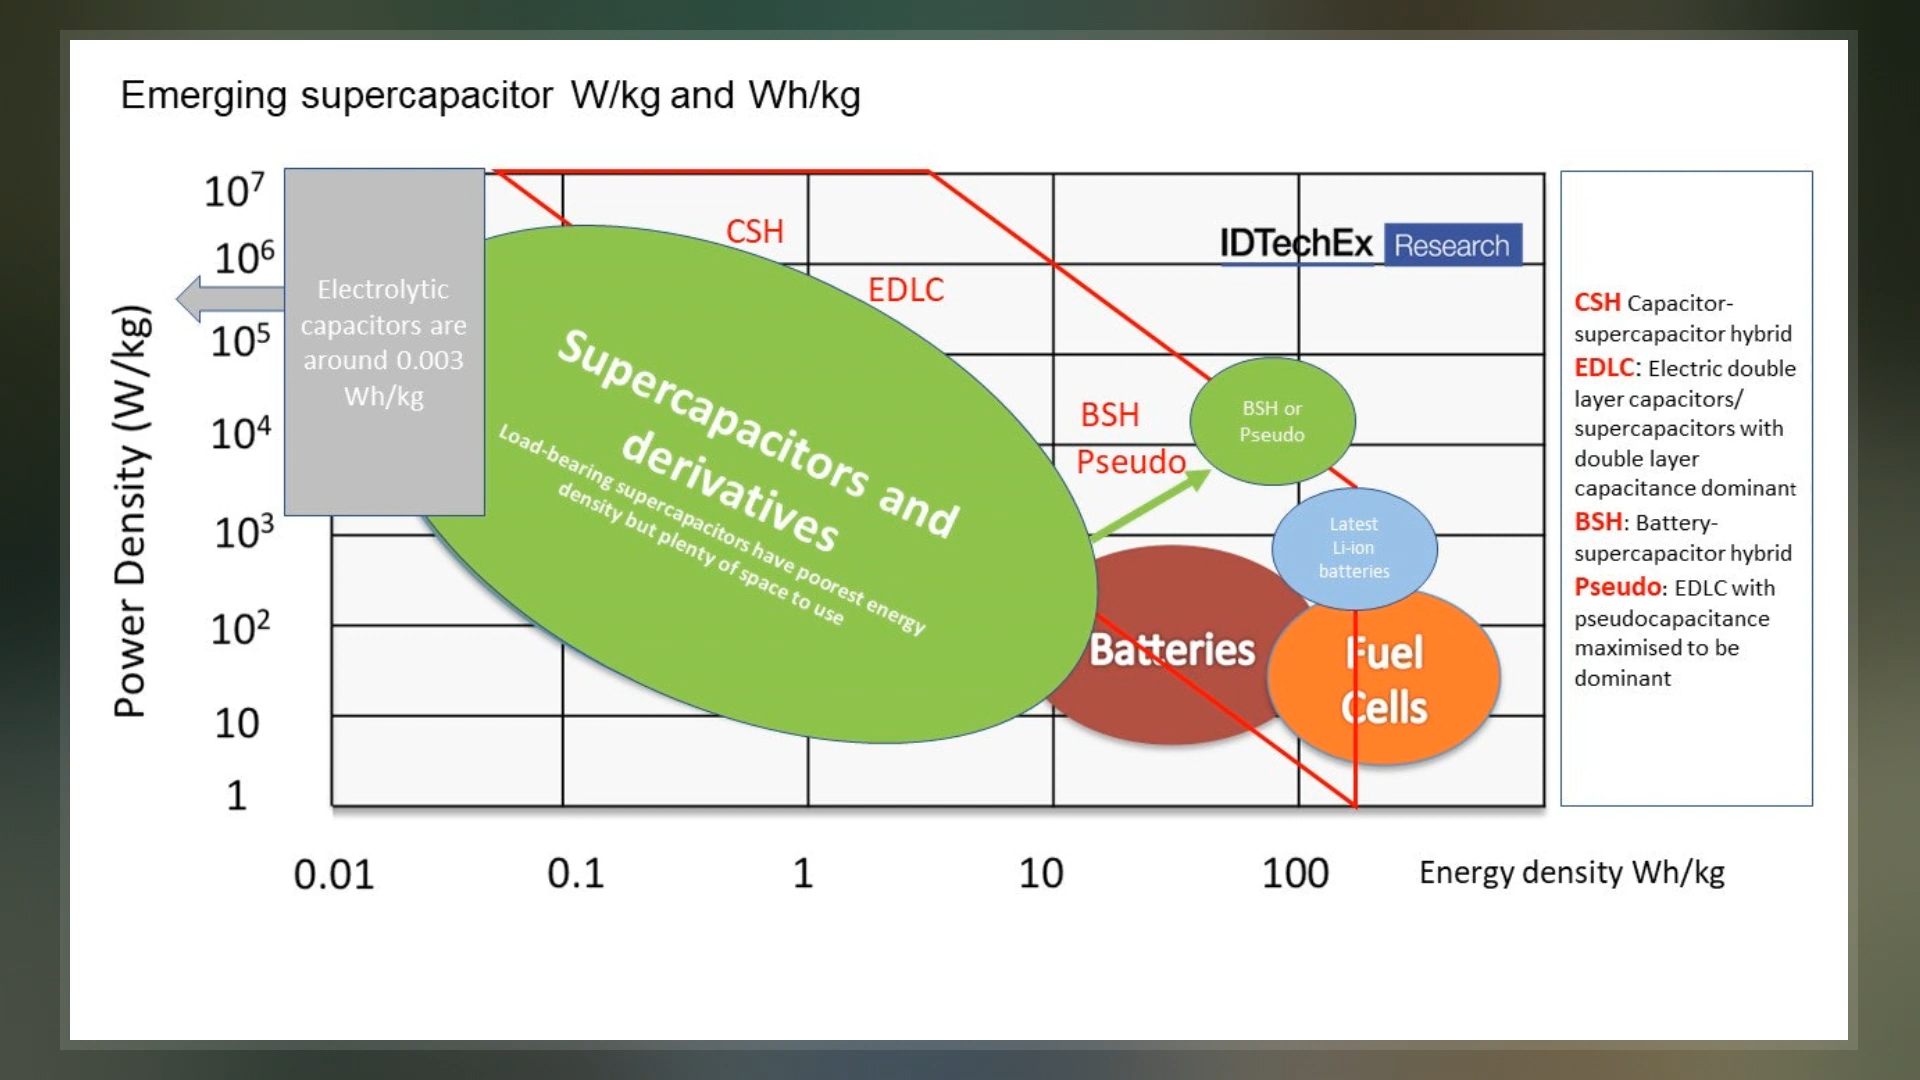 Emerging supercapacitor W/kg and Wh/kg
Power Density (W/kg)
10⁷
10⁶
10⁵
10⁴
10³
10²
10
1
Electrolytic
capacitors are
around 0.003
Wh/kg
CSH
EDLC
BSH
Pseudo
Supercapacitors and
derivatives
Load-bearing supercapacitors have poorest energy
density but plenty of space to use
IDTechEx Research
BSH or
Pseudo
Latest
Li-ion
batteries
Batteries
Fuel
Cells
0.01
0.1
1
10
100
Energy density Wh/kg
CSH Capacitor-
supercapacitor hybrid
EDLC: Electric double
layer capacitors/
supercapacitors with
double layer
capacitance dominant
BSH: Battery-
supercapacitor hybrid
Pseudo: EDLC with
pseudocapacitance
maximised to be
dominant